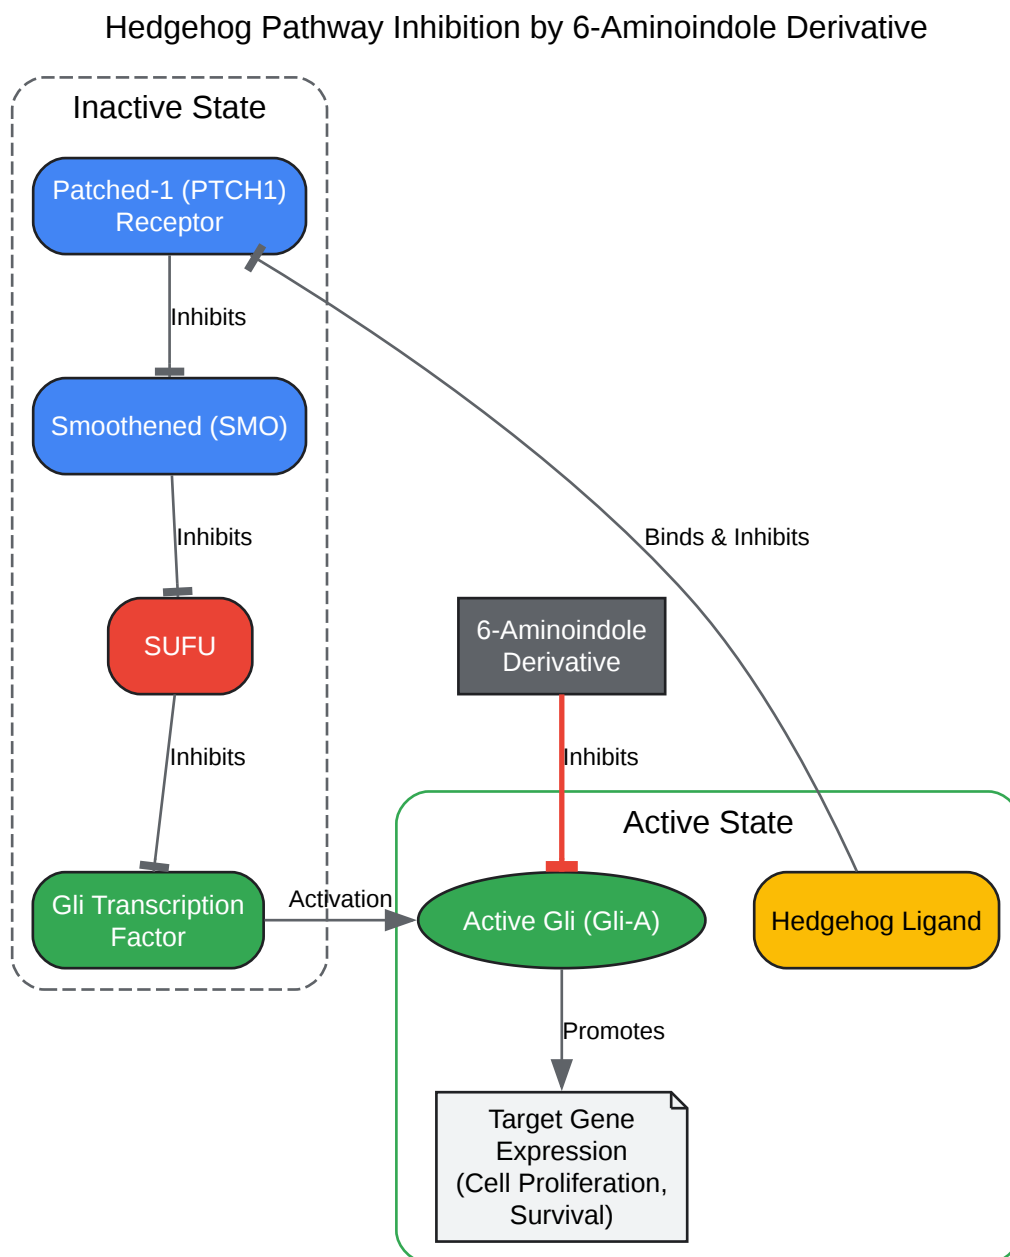 Hedgehog Pathway Inhibition by 6-Aminoindole Derivative
Inactive State
Patched-1 (PTCH1)
Receptor
Inhibits
Smoothened (SMO)
Inhibits
Binds & Inhibits
SUFU
6-Aminoindole
Derivative
Inhibits
Inhibits
Active State
Gli Transcription
Factor
Activation
Active Gli (Gli-A)
Hedgehog Ligand
Promotes
Target Gene
Expression
(Cell Proliferation,
Survival)